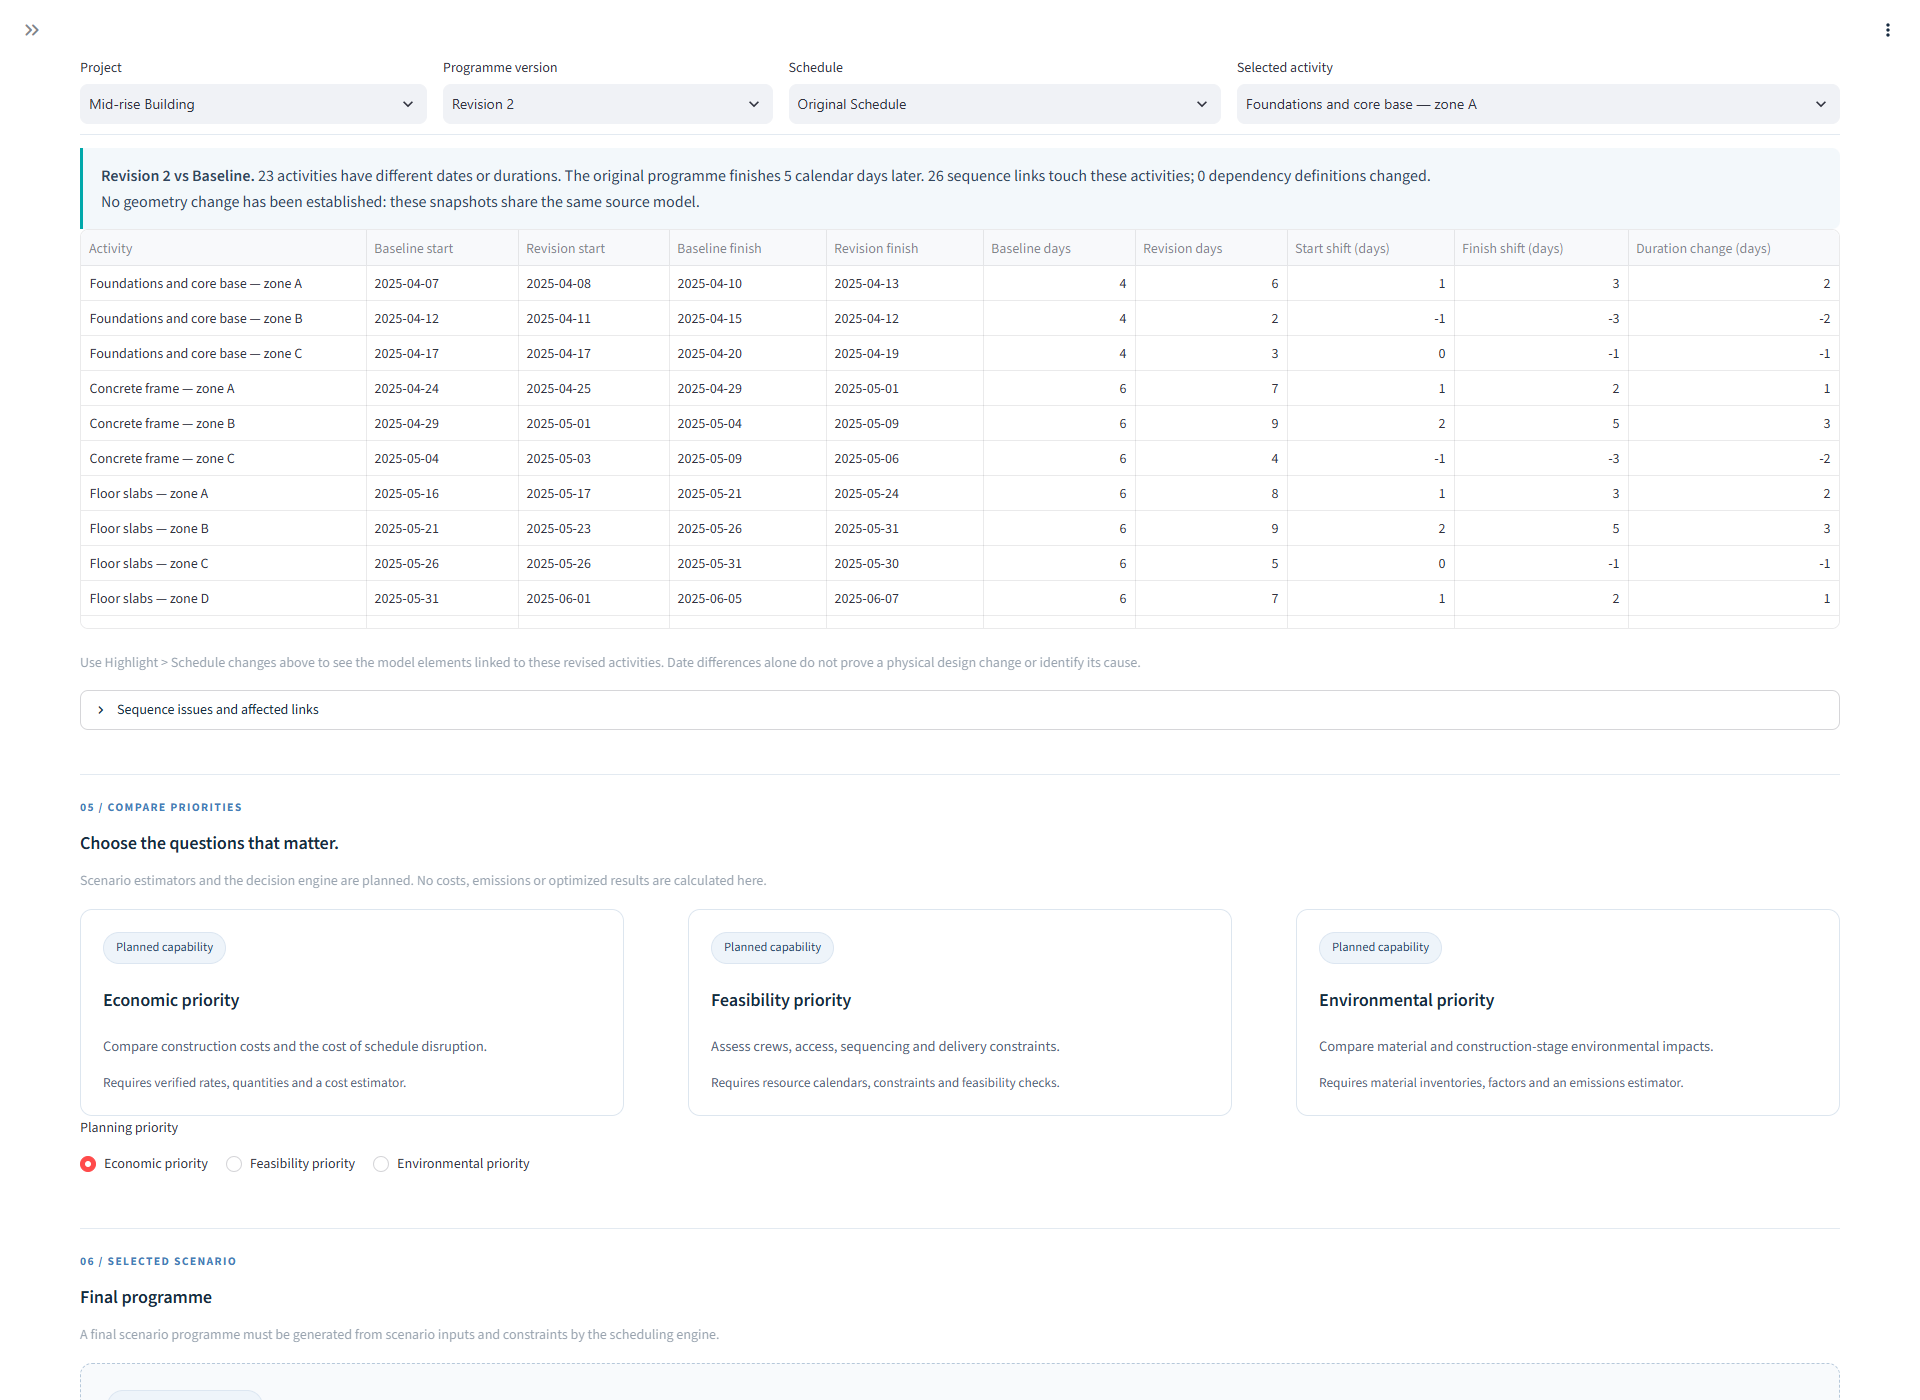 Project
Programme version
Schedule
Selected activity
Mid-rise Building
Revision 2
Original Schedule
Foundations and core base — zone A
Revision 2 vs Baseline. 23 activities have different dates or durations. The original programme finishes 5 calendar days later. 26 sequence links touch these activities; 0 dependency definitions changed.
No geometry change has been established: these snapshots share the same source model.
Activity Baseline start Revision start Baseline finish Revision finish Baseline days Revision days Start shift (days) Finish shift (days) Duration change (days)
Foundations and core base — zone A 2025-04-07 2025-04-08 2025-04-10 2025-04-13 4 6 1 3 2
Foundations and core base — zone B 2025-04-12 2025-04-11 2025-04-15 2025-04-12 4 2 -1 -3 -2
Foundations and core base — zone C 2025-04-17 2025-04-17 2025-04-20 2025-04-19 4 3 0 -1 -1
Concrete frame — zone A 2025-04-24 2025-04-25 2025-04-29 2025-05-01 6 7 1 2 1
Concrete frame — zone B 2025-04-29 2025-05-01 2025-05-04 2025-05-09 6 9 2 5 3
Concrete frame — zone C 2025-05-04 2025-05-03 2025-05-09 2025-05-06 6 4 -1 -3 -2
Floor slabs — zone A 2025-05-16 2025-05-17 2025-05-21 2025-05-24 6 8 1 3 2
Floor slabs — zone B 2025-05-21 2025-05-23 2025-05-26 2025-05-31 6 9 2 5 3
Floor slabs — zone C 2025-05-26 2025-05-26 2025-05-31 2025-05-30 6 5 0 -1 -1
Floor slabs — zone D 2025-05-31 2025-06-01 2025-06-05 2025-06-07 6 7 1 2 1
Use Highlight > Schedule changes above to see the model elements linked to these revised activities. Date differences alone do not prove a physical design change or identify its cause.
Sequence issues and affected links
05 / COMPARE PRIORITIES
Choose the questions that matter.
Scenario estimators and the decision engine are planned. No costs, emissions or optimized results are calculated here.
Planned capability
Economic priority
Compare construction costs and the cost of schedule disruption.
Requires verified rates, quantities and a cost estimator.
Planned capability
Feasibility priority
Assess crews, access, sequencing and delivery constraints.
Requires resource calendars, constraints and feasibility checks.
Planned capability
Environmental priority
Compare material and construction-stage environmental impacts.
Requires material inventories, factors and an emissions estimator.
Planning priority
Economic priority Feasibility priority Environmental priority
06 / SELECTED SCENARIO
Final programme
A final scenario programme must be generated from scenario inputs and constraints by the scheduling engine.